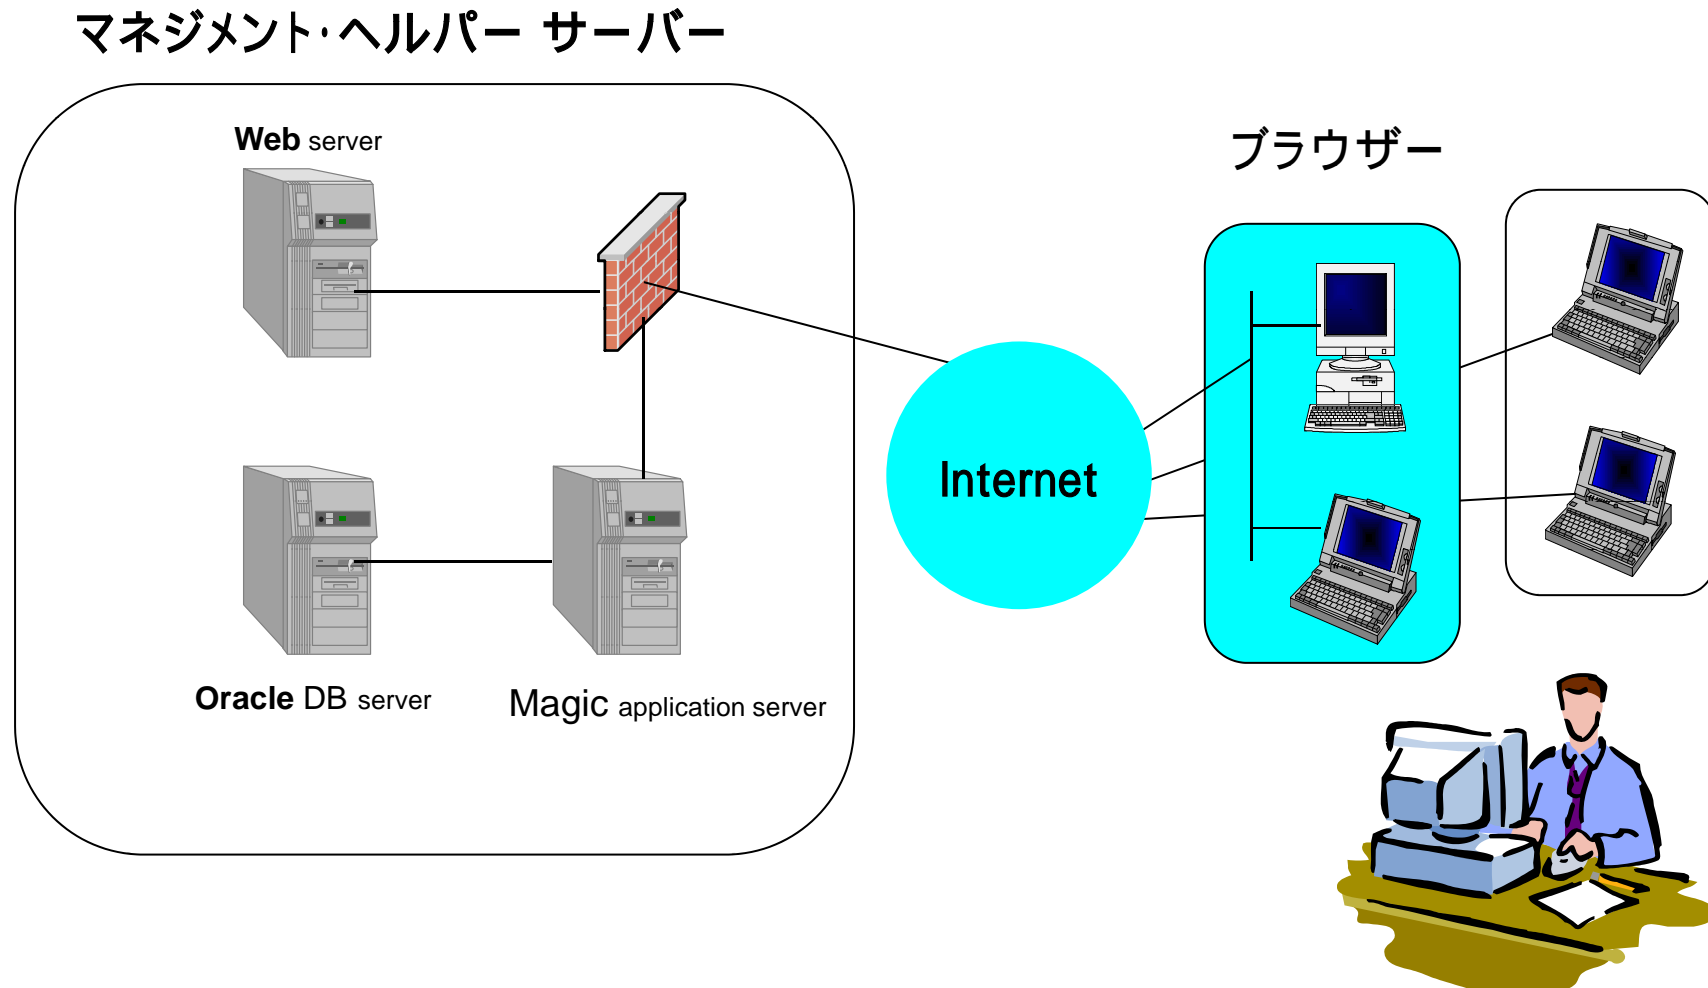 マネジメント・ヘルパー サーバー
Web server
ブラウザー
Internet
Oracle DB server
Magic application server